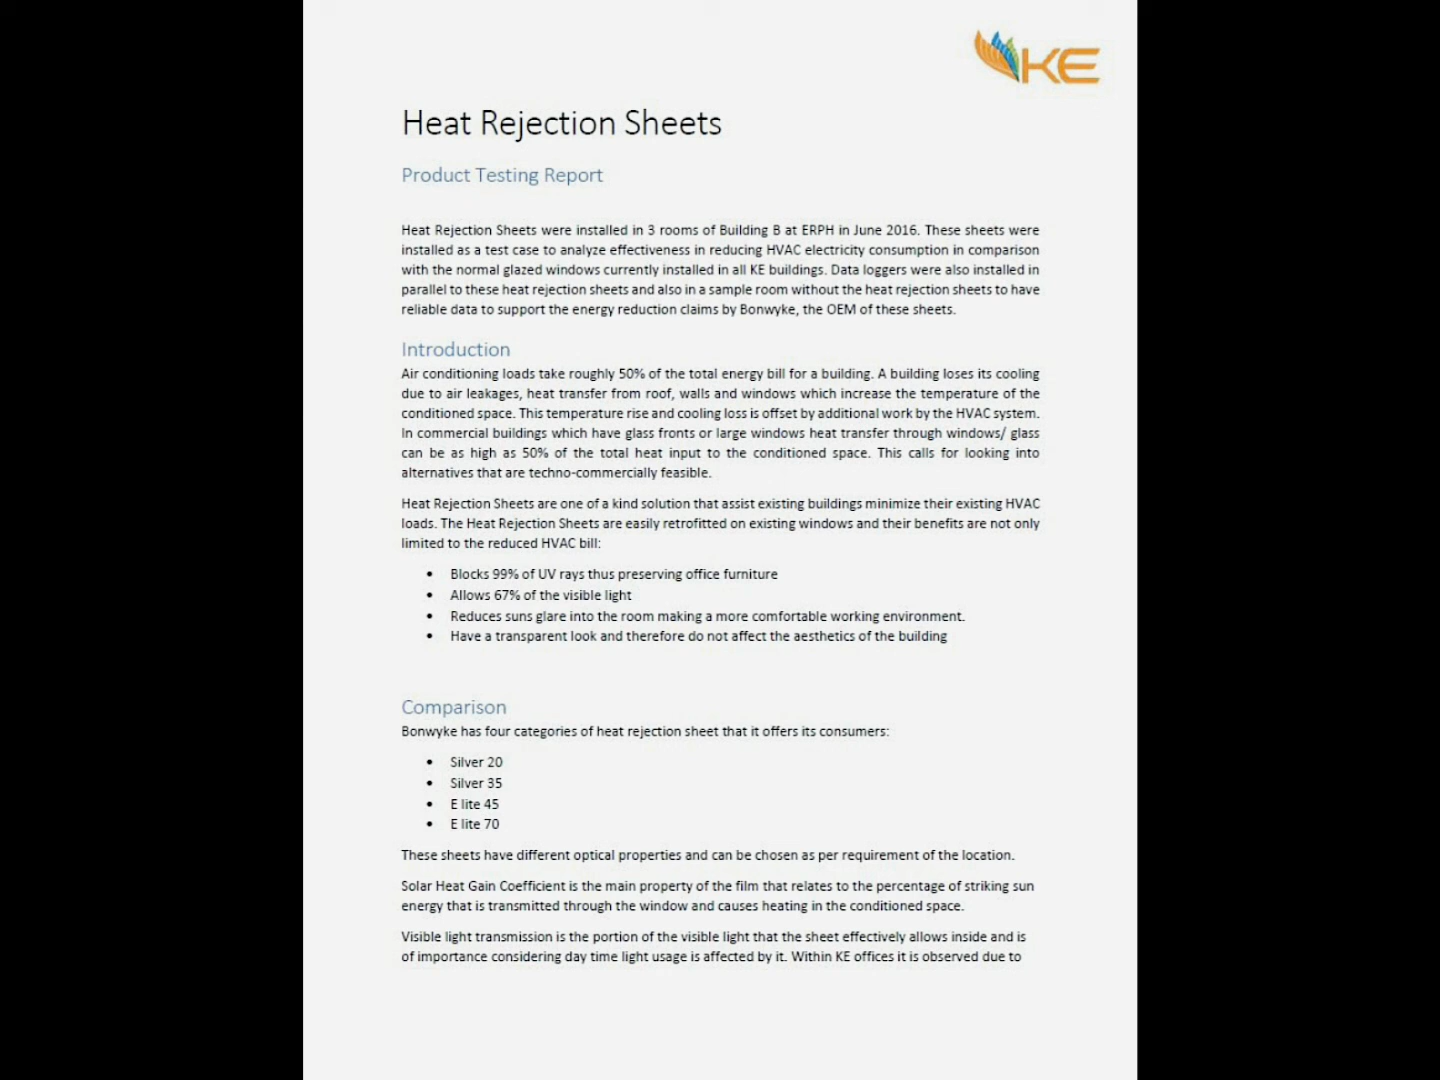 KE
Heat Rejection Sheets
Product Testing Report
Heat Rejection Sheets were installed in 3 rooms of Building B at ERPH in June 2016. These sheets were
installed as a test case to analyze effectiveness in reducing HVAC electricity consumption in comparison
with the normal glazed windows currently installed in all KE buildings. Data loggers were also installed in
parallel to these heat rejection sheets and also in a sample room without the heat rejection sheets to have
reliable data to support the energy reduction claims by Bonwyke, the OEM of these sheets.
Introduction
Air conditioning loads take roughly 50% of the total energy bill for a building. A building loses its cooling
due to air leakages, heat transfer from roof, walls and windows which increase the temperature of the
conditioned space. This temperature rise and cooling loss is offset by additional work by the HVAC system.
In commercial buildings which have glass fronts or large windows heat transfer through windows/ glass
can be as high as 50% of the total heat input to the conditioned space. This calls for looking into
alternatives that are techno-commercially feasible.
Heat Rejection Sheets are one of a kind solution that assist existing buildings minimize their existing HVAC
loads. The Heat Rejection Sheets are easily retrofitted on existing windows and their benefits are not only
limited to the reduced HVAC bill:
• Blocks 99% of UV rays thus preserving office furniture
• Allows 67% of the visible light
• Reduces suns glare into the room making a more comfortable working environment.
• Have a transparent look and therefore do not affect the aesthetics of the building
Comparison
Bonwyke has four categories of heat rejection sheet that it offers its consumers:
• Silver 20
• Silver 35
• E lite 45
• E lite 70
These sheets have different optical properties and can be chosen as per requirement of the location.
Solar Heat Gain Coefficient is the main property of the film that relates to the percentage of striking sun
energy that is transmitted through the window and causes heating in the conditioned space.
Visible light transmission is the portion of the visible light that the sheet effectively allows inside and is
of importance considering day time light usage is affected by it. Within KE offices it is observed due to